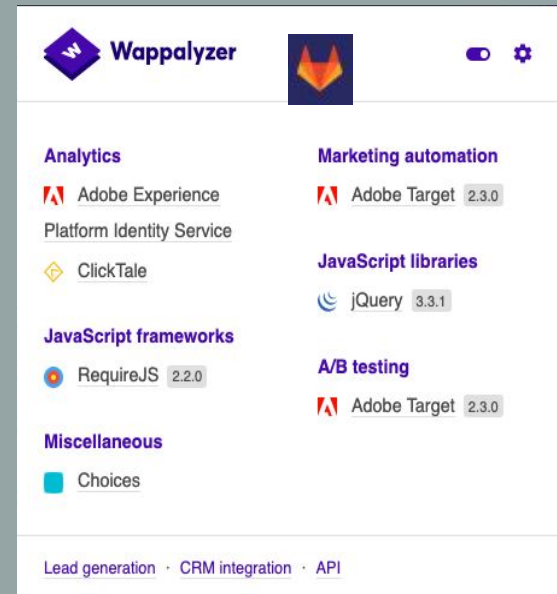 Wappalyzer
Analytics
Adobe Experience
Platform Identity Service
ClickTale
JavaScript frameworks
RequireJS 2.2.0
Miscellaneous
Choices
Marketing automation
Adobe Target 2.3.0
JavaScript libraries
jQuery 3.3.1
A/B testing
Adobe Target 2.3.0
Lead generation · CRM integration · API